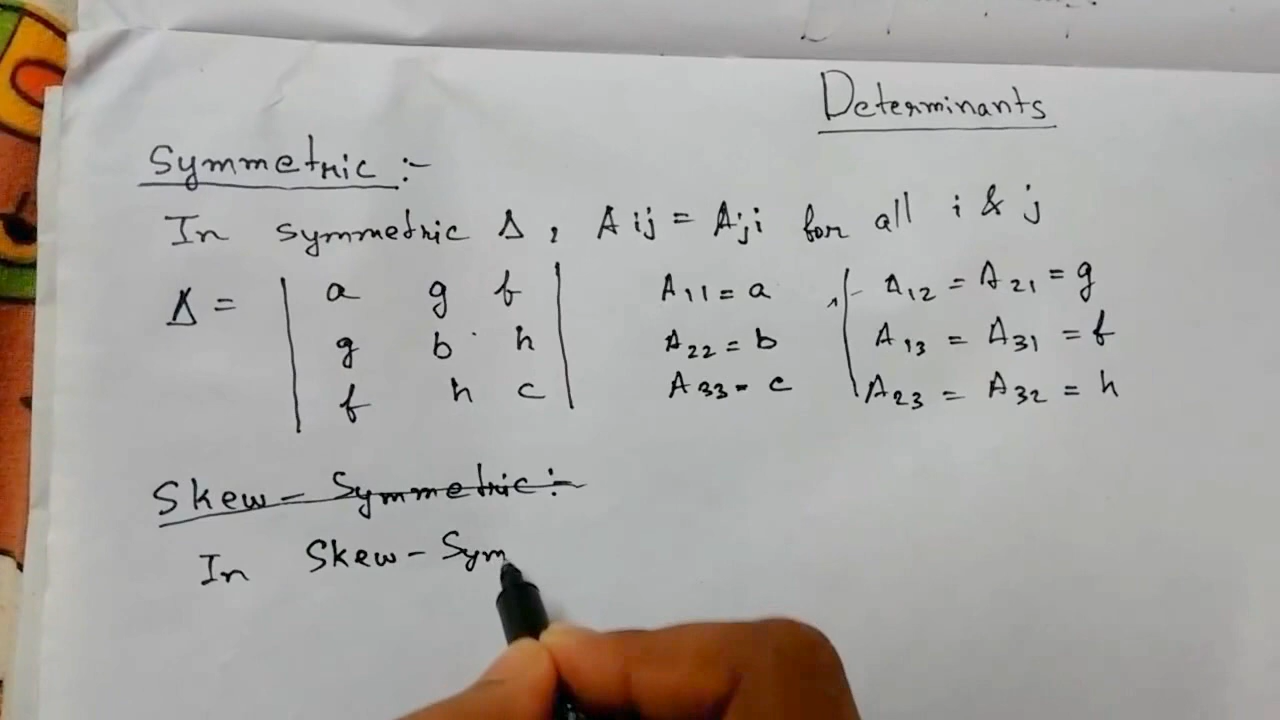 Determinants
Symmetric :-
In symmetric Δ, Aij = Aji for all i & j
Δ = | a g f | A11 = a | A12 = A21 = g
| g b h | A22 = b | A13 = A31 = f
| f h c | A33 = c | A23 = A32 = h
Skew - Symmetric :-
In Skew - Sym